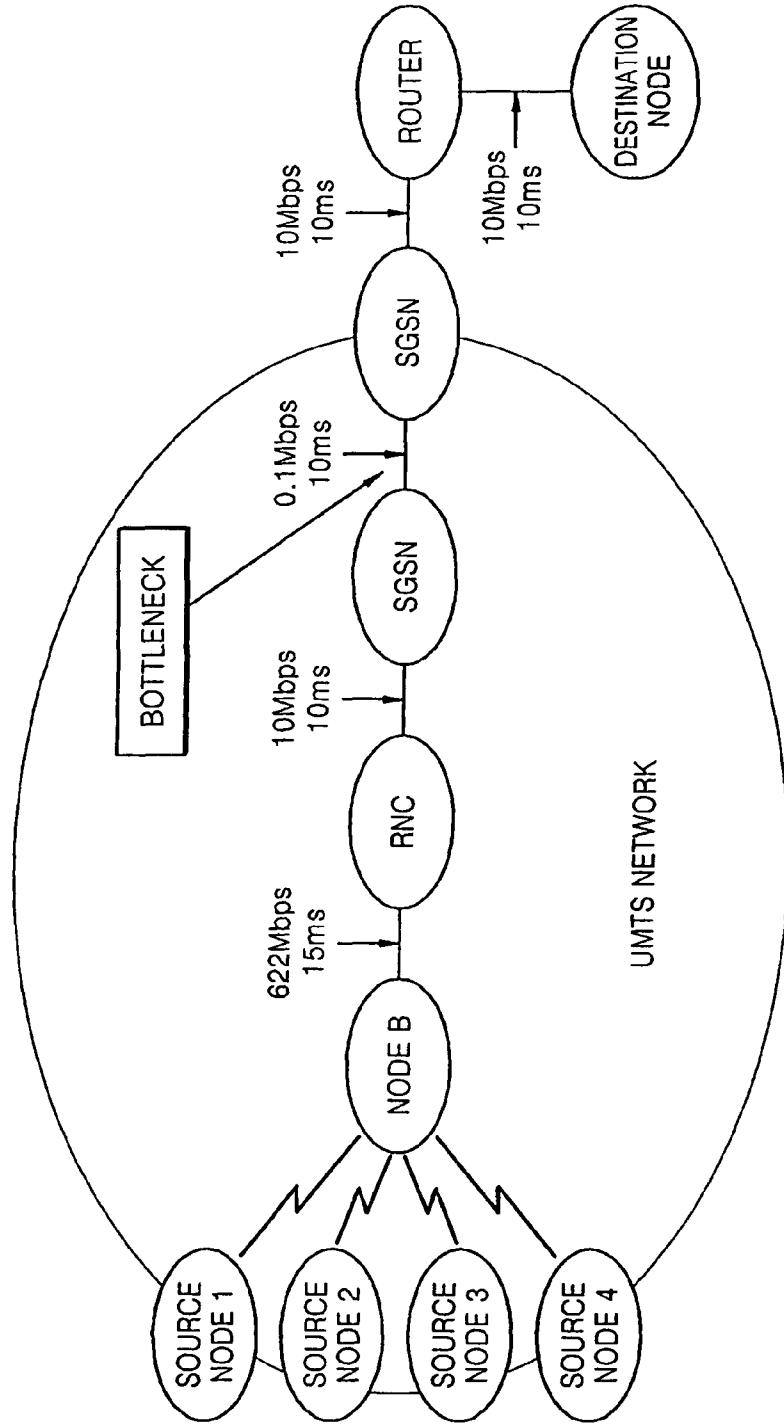 BOTTLENECK
SOURCE
NODE 1
SOURCE
NODE 2
SOURCE
NODE 3
SOURCE
NODE 4
NODE B
622Mbps
15ms
RNC
10Mbps
10ms
SGSN
0.1Mbps
10ms
SGSN
10Mbps
10ms
ROUTER
10Mbps
10ms
DESTINATION
NODE
UMTS NETWORK